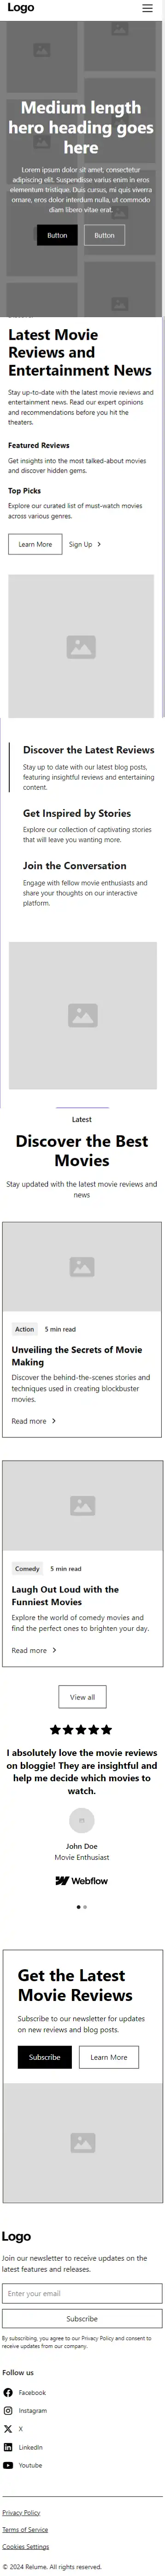 Logo
Medium length
hero heading goes
here
Lorem ipsum dolor sit amet, consectetur
adipiscing elit. Suspendisse varius enim in eros
elementum tristique. Duis cursus, mi quis viverra
ornare, eros dolor interdum nulla, ut commodo
diam libero vitae erat.
Button
Button
Latest Movie
Reviews and
Entertainment News
Stay up-to-date with the latest movie reviews and
entertainment news. Read our expert opinions
and recommendations before you hit the
theaters.
Featured Reviews
Get insights into the most talked-about movies
and discover hidden gems.
Top Picks
Explore our curated list of must-watch movies
across various genres.
Learn More
Sign Up
Discover the Latest Reviews
Stay up to date with our latest blog posts,
featuring insightful reviews and entertaining
content.
Get Inspired by Stories
Explore our collection of captivating stories
that will leave you wanting more.
Join the Conversation
Engage with fellow movie enthusiasts and
share your thoughts on our interactive
platform.
Latest
Discover the Best
Movies
Stay updated with the latest movie reviews and
news
Action
5 min read
Unveiling the Secrets of Movie
Making
Discover the behind-the-scenes stories and
techniques used in creating blockbuster
movies.
Read more
Comedy
5 min read
Laugh Out Loud with the
Funniest Movies
Explore the world of comedy movies and
find the perfect ones to brighten your day.
Read more
View all
I absolutely love the movie reviews
on bloggie! They are insightful and
help me decide which movies to
watch.
John Doe
Movie Enthusiast
Webflow
Get the Latest
Movie Reviews
Subscribe to our newsletter for updates
on new reviews and blog posts.
Subscribe
Learn More
Logo
Join our newsletter to receive updates on the
latest features and releases.
Enter your email
Subscribe
By subscribing, you agree to our Privacy Policy and consent to
receive updates from our company.
Follow us
Facebook
Instagram
X
LinkedIn
Youtube
Privacy Policy
Terms of Service
Cookies Settings
© 2024 Relume. All rights reserved.